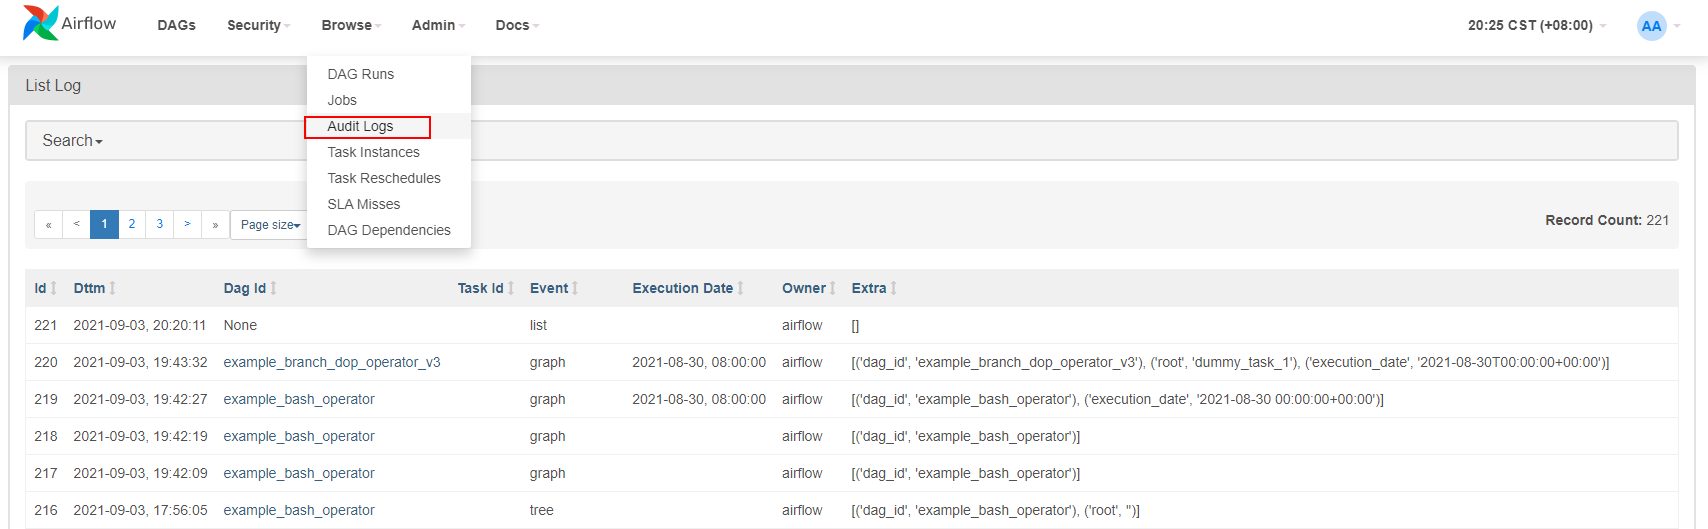 Airflow DAGs Security Browse Admin Docs 20:25 CST (+08:00) AA
List Log
DAG Runs
Jobs
Audit Logs
Task Instances
Task Reschedules
SLA Misses
DAG Dependencies
Search
« < 1 2 3 > » Page size
Record Count: 221
Id Dttm Dag Id Task Id Event Execution Date Owner Extra
221 2021-09-03, 20:20:11 None list airflow []
220 2021-09-03, 19:43:32 example_branch_dop_operator_v3 graph 2021-08-30, 08:00:00 airflow [('dag_id', 'example_branch_dop_operator_v3'), ('root', 'dummy_task_1'), ('execution_date', '2021-08-30T00:00:00+00:00')]
219 2021-09-03, 19:42:27 example_bash_operator graph 2021-08-30, 08:00:00 airflow [('dag_id', 'example_bash_operator'), ('execution_date', '2021-08-30 00:00:00+00:00')]
218 2021-09-03, 19:42:19 example_bash_operator graph airflow [('dag_id', 'example_bash_operator')]
217 2021-09-03, 19:42:09 example_bash_operator graph airflow [('dag_id', 'example_bash_operator')]
216 2021-09-03, 17:56:05 example_bash_operator tree airflow [('dag_id', 'example_bash_operator'), ('root', '')]